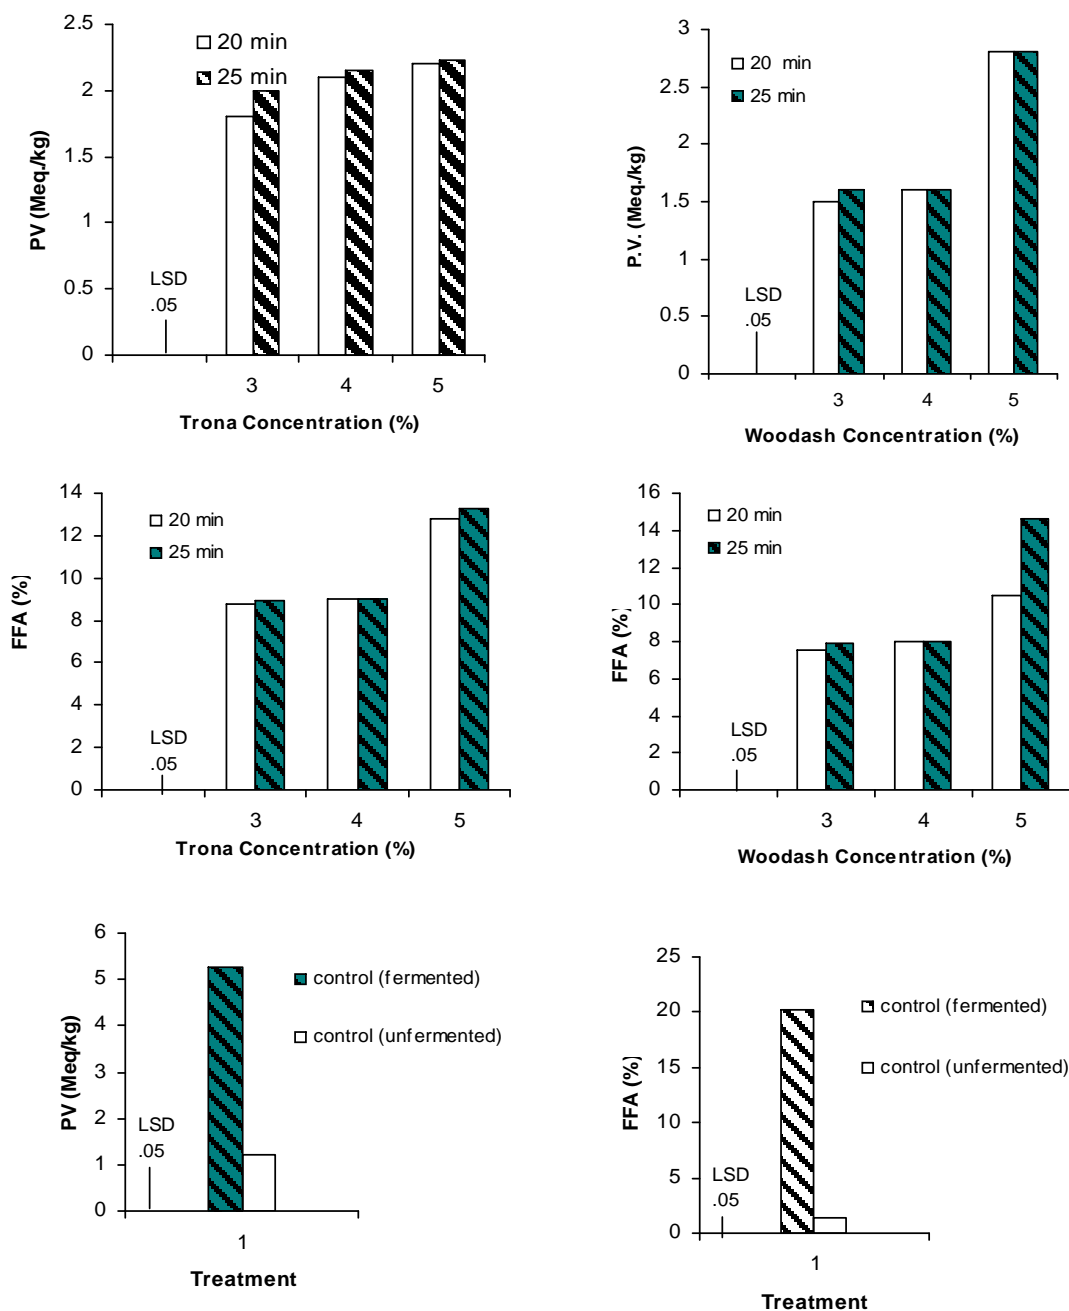 2.5
2
1.5
1
0.5
0
PV (Meq./kg)
20 min
25 min
LSD
.05
3 4 5
Trona Concentration (%)
3
2.5
2
1.5
1
0.5
0
P.V. (Meq./kg)
20 min
25 min
LSD
.05
3 4 5
Woodash Concentration (%)
14
12
10
8
6
4
2
0
FFA (%)
20 min
25 min
LSD
.05
3 4 5
Trona Concentration (%)
16
14
12
10
8
6
4
2
0
FFA (%)
20 min
25 min
LSD
.05
3 4 5
Woodash Concentration (%)
6
5
4
3
2
1
0
PV (Meq/kg)
control (fermented)
control (unfermented)
LSD
.05
1
Treatment
25
20
15
10
5
0
FFA (%)
control (fermented)
control (unfermented)
LSD
.05
1
Treatment